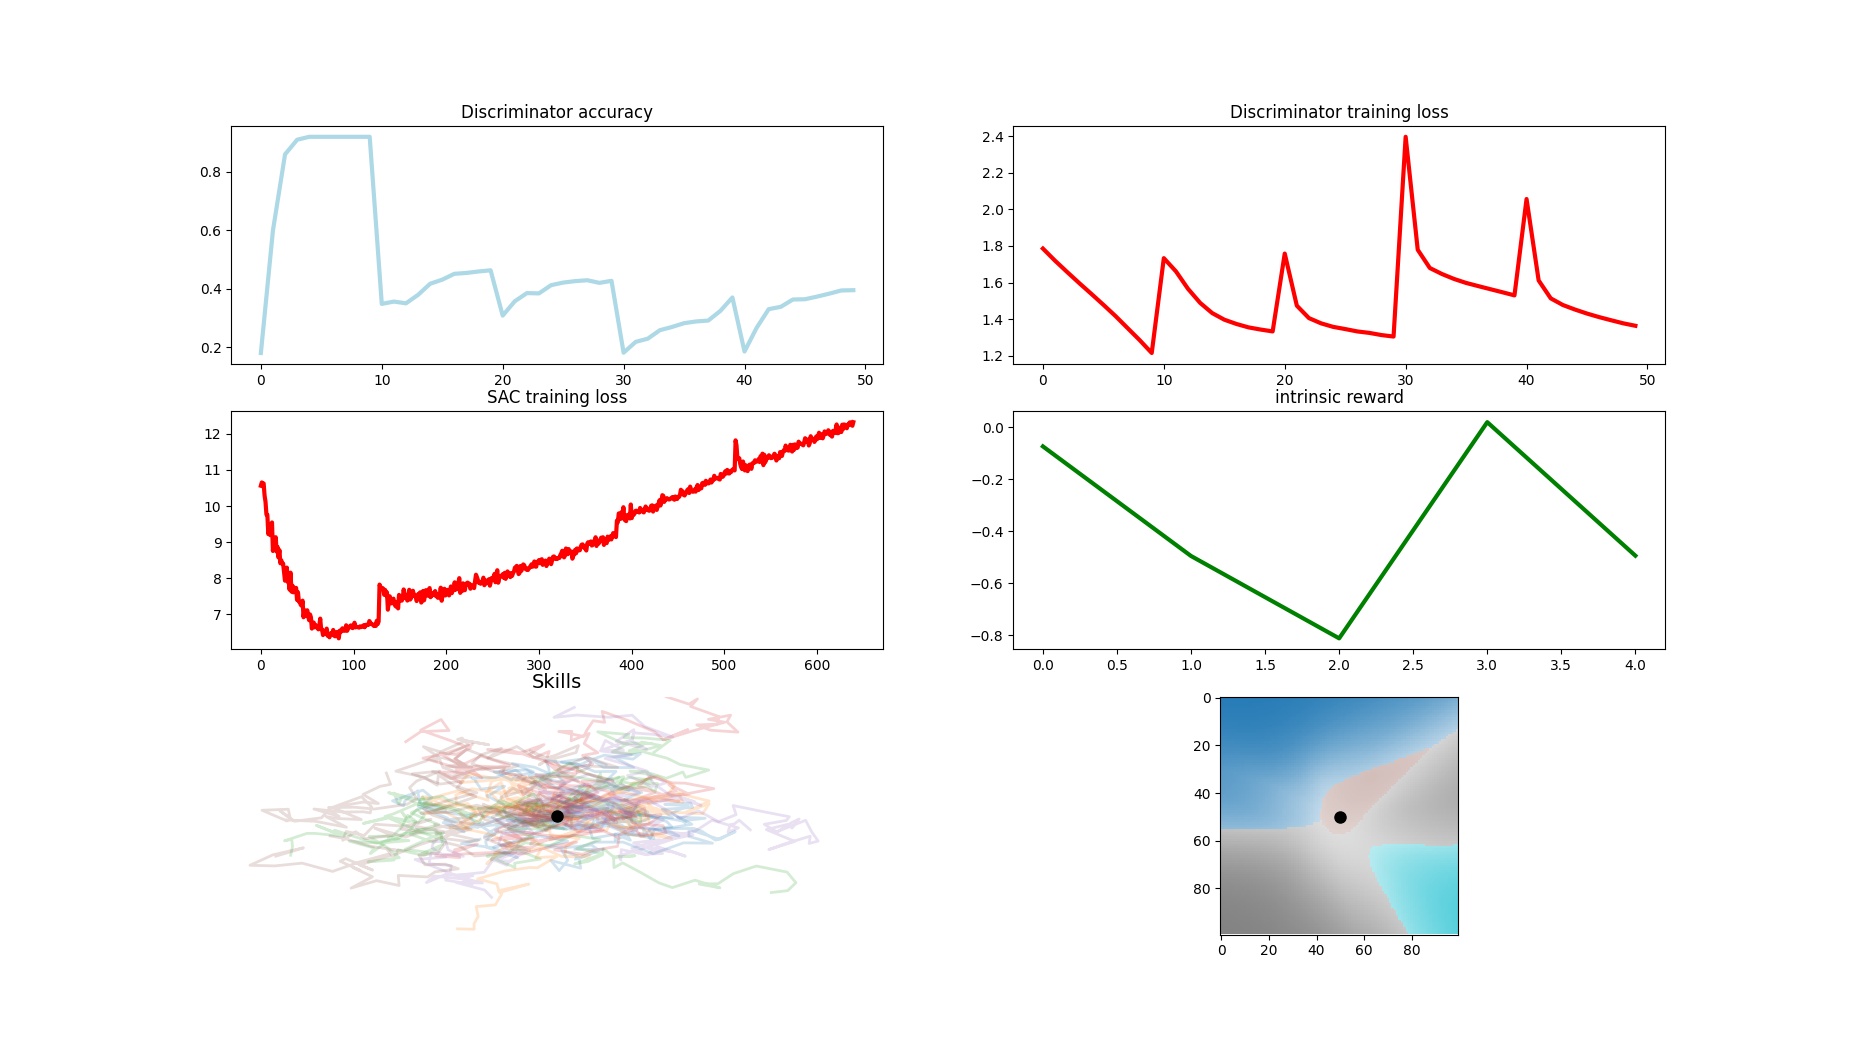 Discriminator accuracy
0.8
0.6
0.4
0.2
0 10 20 30 40 50
Discriminator training loss
2.4
2.2
2.0
1.8
1.6
1.4
1.2
0 10 20 30 40 50
SAC training loss
12
11
10
9
8
7
0 100 200 300 400 500 600
intrinsic reward
0.0
−0.2
−0.4
−0.6
−0.8
0.0 0.5 1.0 1.5 2.0 2.5 3.0 3.5 4.0
Skills
0
20
40
60
80
0 20 40 60 80